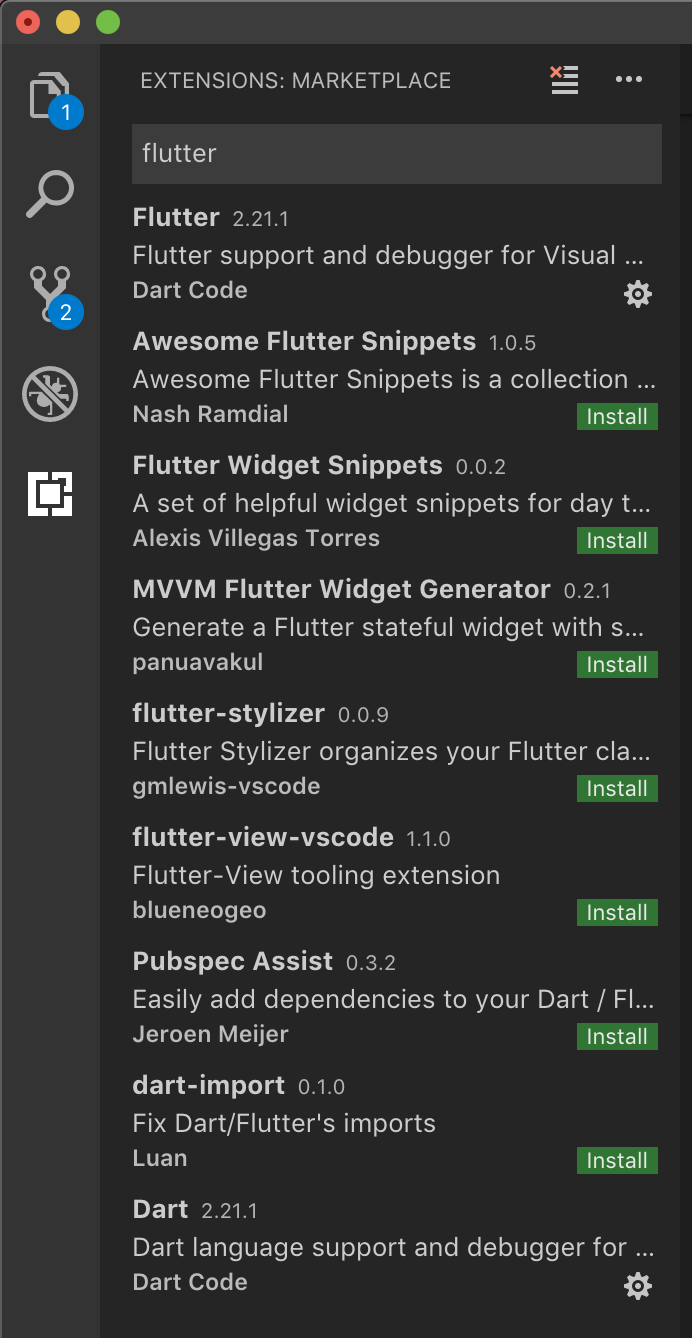 EXTENSIONS: MARKETPLACE
1
flutter
Flutter 2.21.1
Flutter support and debugger for Visual ...
Dart Code
2
Awesome Flutter Snippets 1.0.5
Awesome Flutter Snippets is a collection ...
Nash Ramdial Install
Flutter Widget Snippets 0.0.2
A set of helpful widget snippets for day t...
Alexis Villegas Torres Install
MVVM Flutter Widget Generator 0.2.1
Generate a Flutter stateful widget with s...
panuavakul Install
flutter-stylizer 0.0.9
Flutter Stylizer organizes your Flutter cla...
gmlewis-vscode Install
flutter-view-vscode 1.1.0
Flutter-View tooling extension
blueneogeo Install
Pubspec Assist 0.3.2
Easily add dependencies to your Dart / Fl...
Jeroen Meijer Install
dart-import 0.1.0
Fix Dart/Flutter's imports
Luan Install
Dart 2.21.1
Dart language support and debugger for ...
Dart Code